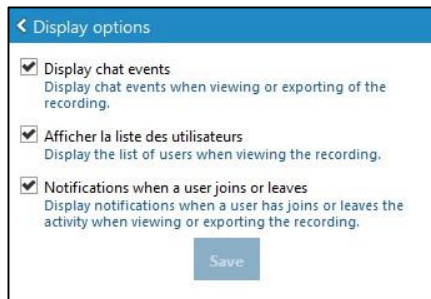 Display options
Display chat events
Display chat events when viewing or exporting of the
recording.
Afficher la liste des utilisateurs
Display the list of users when viewing the recording.
Notifications when a user joins or leaves
Display notifications when a user has joins or leaves the
activity when viewing or exporting the recording.
Save